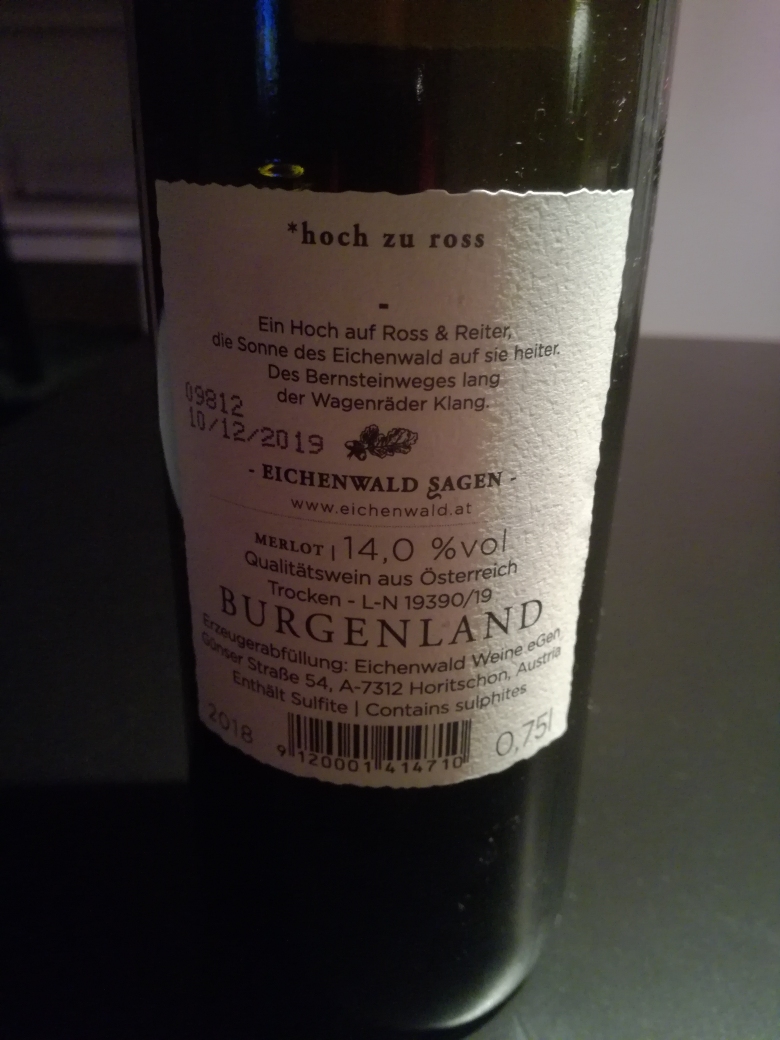 *hoch zu ross
-
Ein Hoch auf Ross & Reiter,
die Sonne des Eichenwald auf sie heiter.
Des Bernsteinweges lang
der Wagenräder Klang.
09812
10/12/2019
- EICHENWALD SAGEN -
www.eichenwald.at
MERLOT | 14,0 %vol
Qualitätswein aus Österreich
Trocken - L-N 19390/19
BURGENLAND
Erzeugerabfüllung: Eichenwald Weine eGen,
Günser Straße 54, A-7312 Horitschon, Austria
Enthält Sulfite | Contains sulphites
2018
9 120001 414710
0,75l